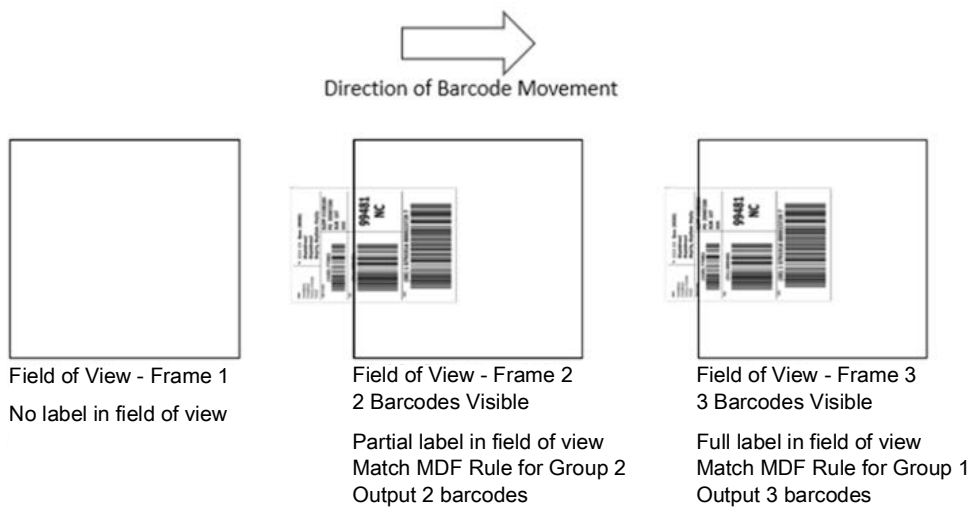 Direction of Barcode Movement
99481
NC
99481
NC
Field of View - Frame 1
No label in field of view
Field of View - Frame 2
2 Barcodes Visible
Partial label in field of view
Match MDF Rule for Group 2
Output 2 barcodes
Field of View - Frame 3
3 Barcodes Visible
Full label in field of view
Match MDF Rule for Group 1
Output 3 barcodes